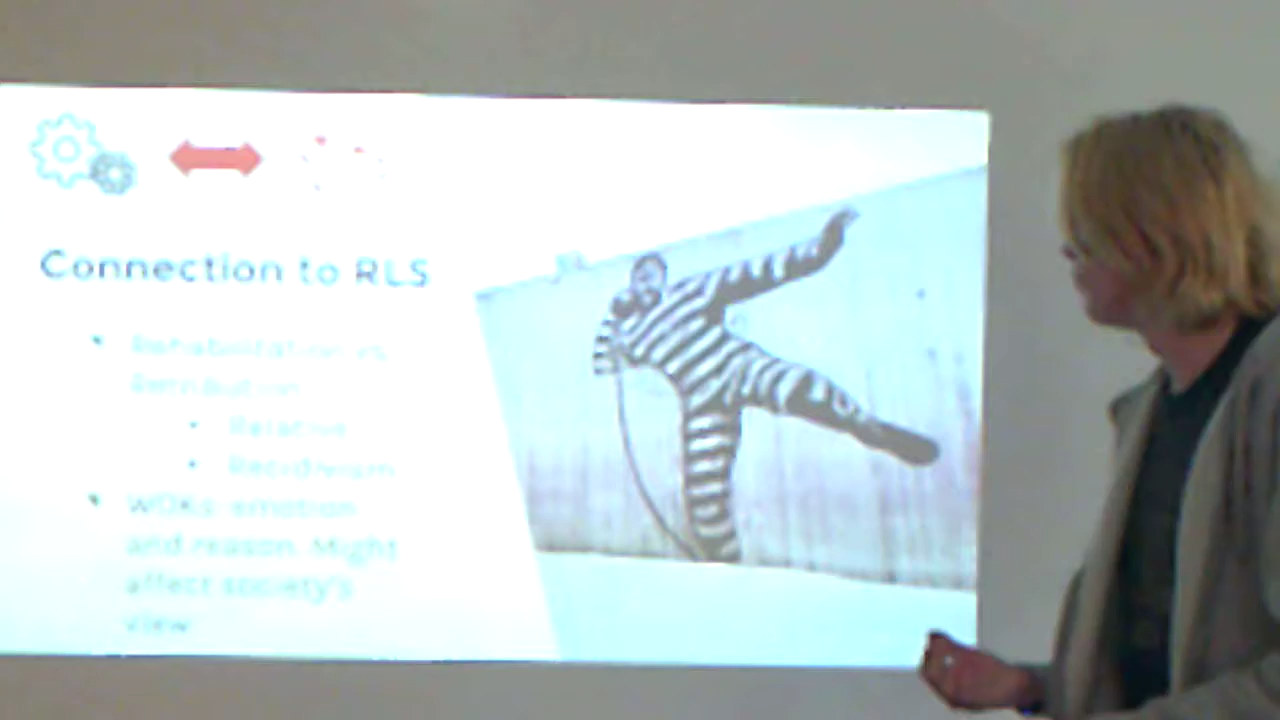 Connection to RLS
Rehabilitation vs
Retribution
Relative
Recidivism
WOKs: emotion
and reason. Might
affect society's
view